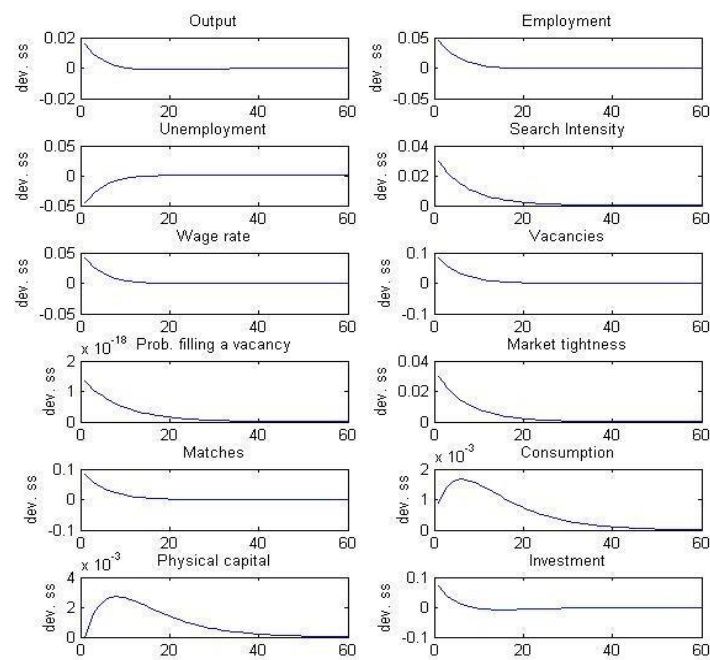 Output
dev. ss
0.02
0
-0.02
0 20 40 60
Employment
dev. ss
0.05
0
-0.05
0 20 40 60
Unemployment
dev. ss
0.05
0
-0.05
0 20 40 60
Search Intensity
dev. ss
0.04
0.02
0
0 20 40 60
Wage rate
dev. ss
0.05
0
-0.05
0 20 40 60
Vacancies
dev. ss
0.1
0
-0.1
0 20 40 60
x 10^-18 Prob. filling a vacancy
dev. ss
2
1
0
0 20 40 60
Market tightness
dev. ss
0.04
0.02
0
0 20 40 60
Matches
dev. ss
0.1
0
-0.1
0 20 40 60
x 10^-3 Consumption
dev. ss
2
1
0
0 20 40 60
x 10^-3 Physical capital
dev. ss
4
2
0
0 20 40 60
Investment
dev. ss
0.1
0
-0.1
0 20 40 60